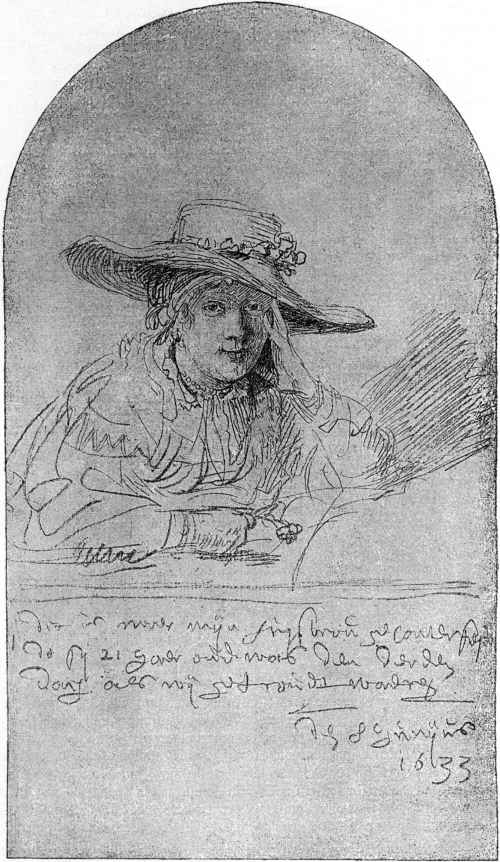 dit is naer mijn huijsvrou geconterfeijt
do sij 21 jaer oud was den derden
dach als wij getroudt waeren
den 8 junijus
1633